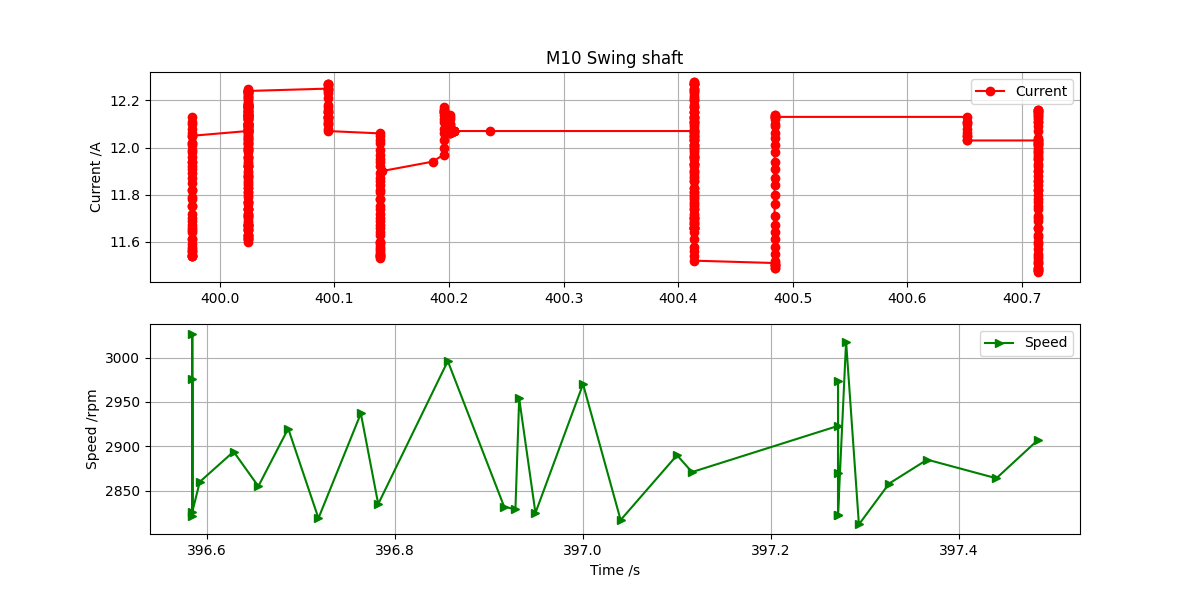 M10 Swing shaft
Current /A
12.2
12.0
11.8
11.6
Current
400.0 400.1 400.2 400.3 400.4 400.5 400.6 400.7
Speed /rpm
3000
2950
2900
2850
Speed
396.6 396.8 397.0 397.2 397.4
Time /s